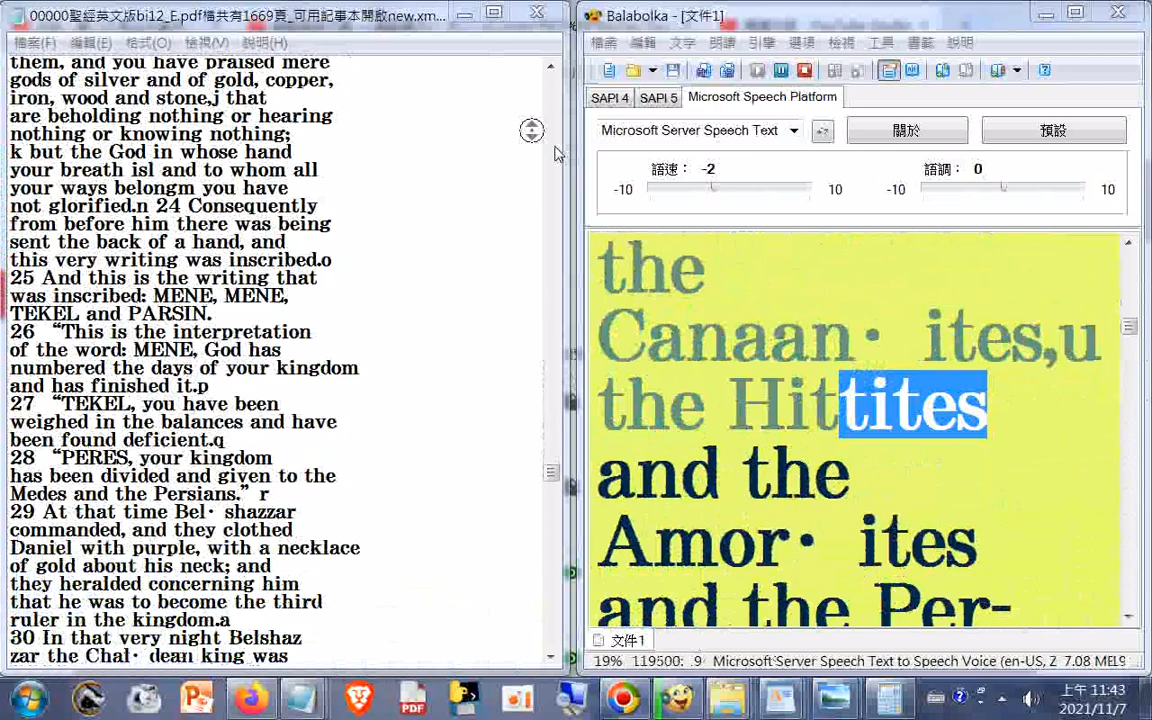 00000聖經英文版bi12_E.pdf檔共有1669頁_可用記事本開啟new.xm...
檔案(F) 編輯(E) 格式(O) 檢視(V) 說明(H)
them, and you have praised mere
gods of silver and of gold, copper,
iron, wood and stone,j that
are beholding nothing or hearing
nothing or knowing nothing;
k but the God in whose hand
your breath isl and to whom all
your ways belongm you have
not glorified.n 24 Consequently
from before him there was being
sent the back of a hand, and
this very writing was inscribed.o
25 And this is the writing that
was inscribed: MENE, MENE,
TEKEL and PARSIN.
26 “This is the interpretation
of the word: MENE, God has
numbered the days of your kingdom
and has finished it.p
27 “TEKEL, you have been
weighed in the balances and have
been found deficient.q
28 “PERES, your kingdom
has been divided and given to the
Medes and the Persians.” r
29 At that time Bel· shazzar
commanded, and they clothed
Daniel with purple, with a necklace
of gold about his neck; and
they heralded concerning him
that he was to become the third
ruler in the kingdom.a
30 In that very night Belshaz
zar the Chal· dean king was
Balabolka - [文件1]
檔案 編輯 文字 朗讀 引擎 選項 檢視 工具 書籤 說明
SAPI 4 SAPI 5 Microsoft Speech Platform
Microsoft Server Speech Text 關於 預設
語速： -2 語調： 0
-10 10 -10 10
the
Canaan· ites,u
the Hittites
and the
Amor· ites
and the Per-
文件1
19% 119500: .9 Microsoft Server Speech Text to Speech Voice (en-US, Z 7.08 ME
PDF
上午 11:43
2021/11/7